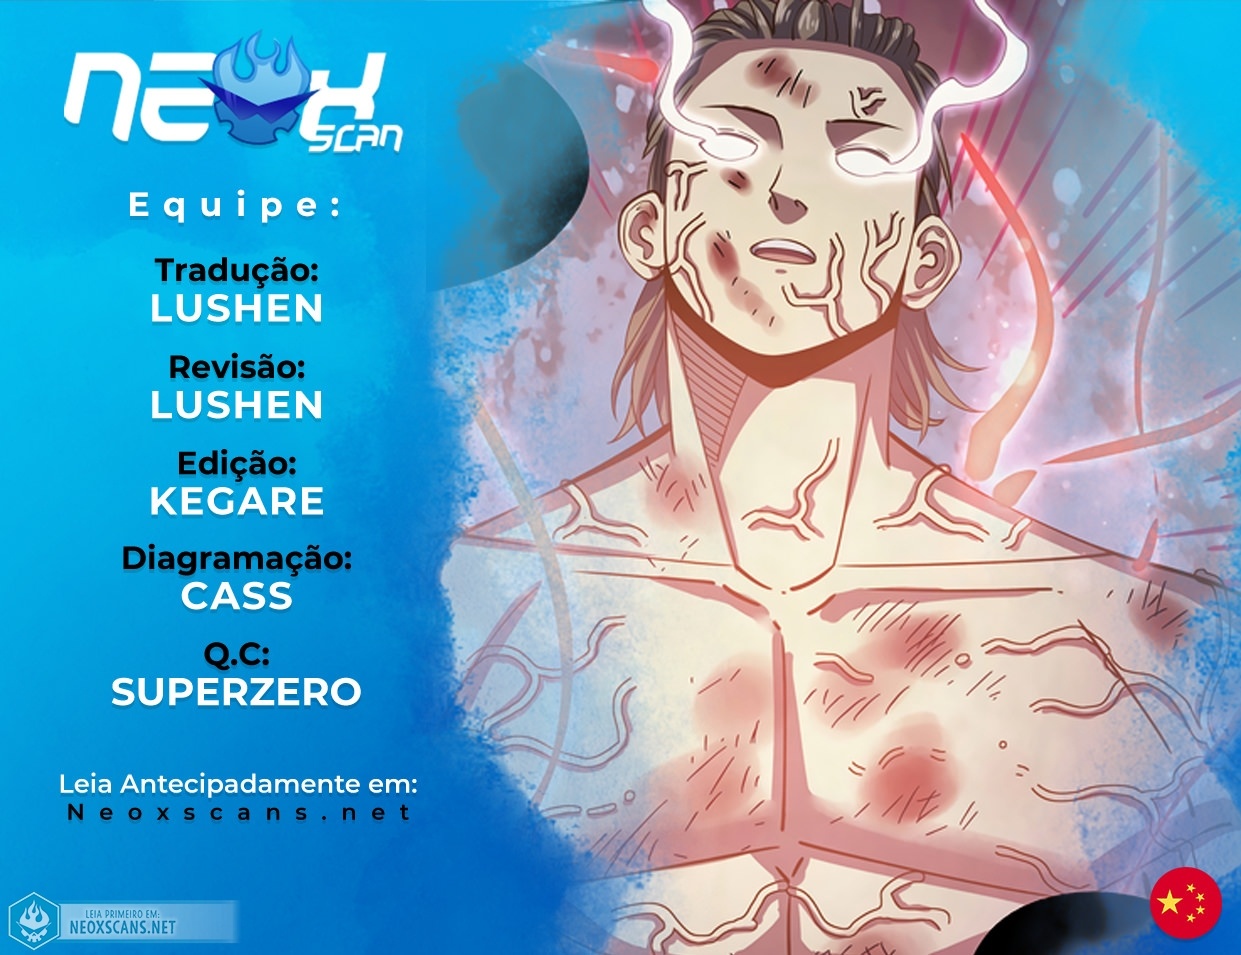 NEOX
SCAN
Equipe:
Tradução:
LUSHEN
Revisão:
LUSHEN
Edição:
KEGARE
Diagramação:
CASS
Q.C:
SUPERZERO
Leia Antecipadamente em:
Neoxscans.net
LEIA PRIMEIRO EM:
NEOXSCANS.NET